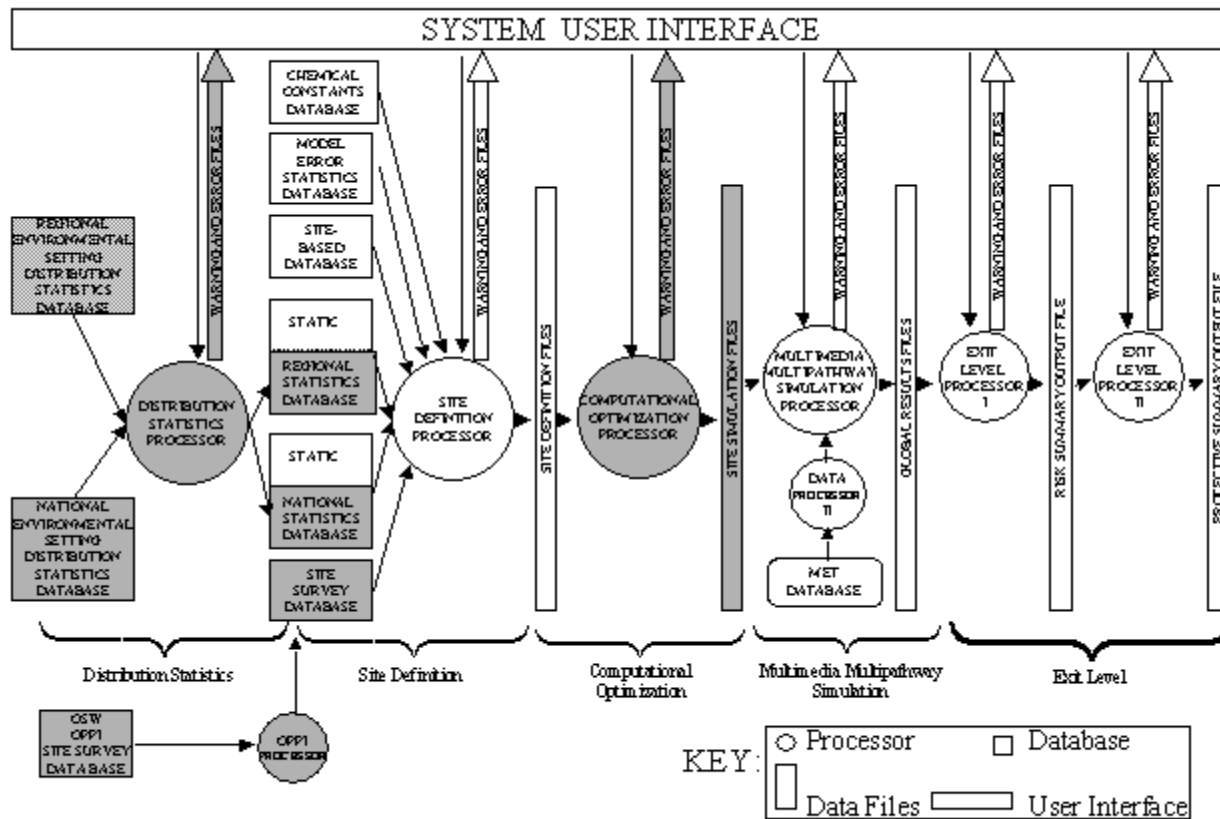 SYSTEM USER INTERFACE
CHEMICAL
CONSTANTS
DATABASE
MODEL
ERROR
STATISTICS
DATABASE
SITE-
BASED
DATABASE
STATIC
REGIONAL
STATISTICS
DATABASE
STATIC
NATIONAL
STATISTICS
DATABASE
SITE
SURVEY
DATABASE
REGIONAL
ENVIRONMENTAL
SETTING
DISTRIBUTION
STATISTICS
DATABASE
NATIONAL
ENVIRONMENTAL
SETTING
DISTRIBUTION
STATISTICS
DATABASE
DISTRIBUTION
STATISTICS
PROCESSOR
WARNING AND ERROR FILES
SITE
DEFINITION
PROCESSOR
WARNING AND ERROR FILES
SITE DEFINITION FILES
COMPUTATIONAL
OPTIMIZATION
PROCESSOR
WARNING AND ERROR FILES
SITE SIMULATION FILES
MULTIMEDIA
MULTIPATHWAY
SIMULATION
PROCESSOR
WARNING AND ERROR FILES
DATA
PROCESSOR
II
MET
DATABASE
GLOBAL RESULTS FILES
EXIT
LEVEL
PROCESSOR
I
WARNING AND ERROR FILES
RISK SUMMARY OUTPUT FILE
EXIT
LEVEL
PROCESSOR
II
WARNING AND ERROR FILES
PROTECTIVE SUMMARY OUTPUT FILE
Distribution Statistics
Site Definition
Computational
Optimization
Multimedia Multipathway
Simulation
Exit Level
OSW
OPPI
SITE SURVEY
DATABASE
OPPI
PROCESSOR
KEY:
Processor
Database
Data Files
User Interface